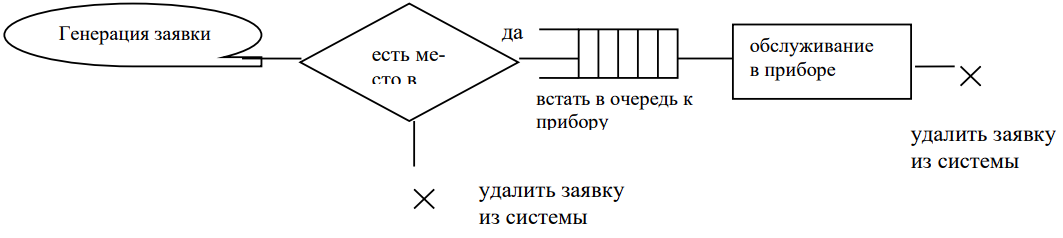 Генерация заявки
есть ме-
сто в
да
встать в очередь к
прибору
обслуживание
в приборе
удалить заявку
из системы
удалить заявку
из системы